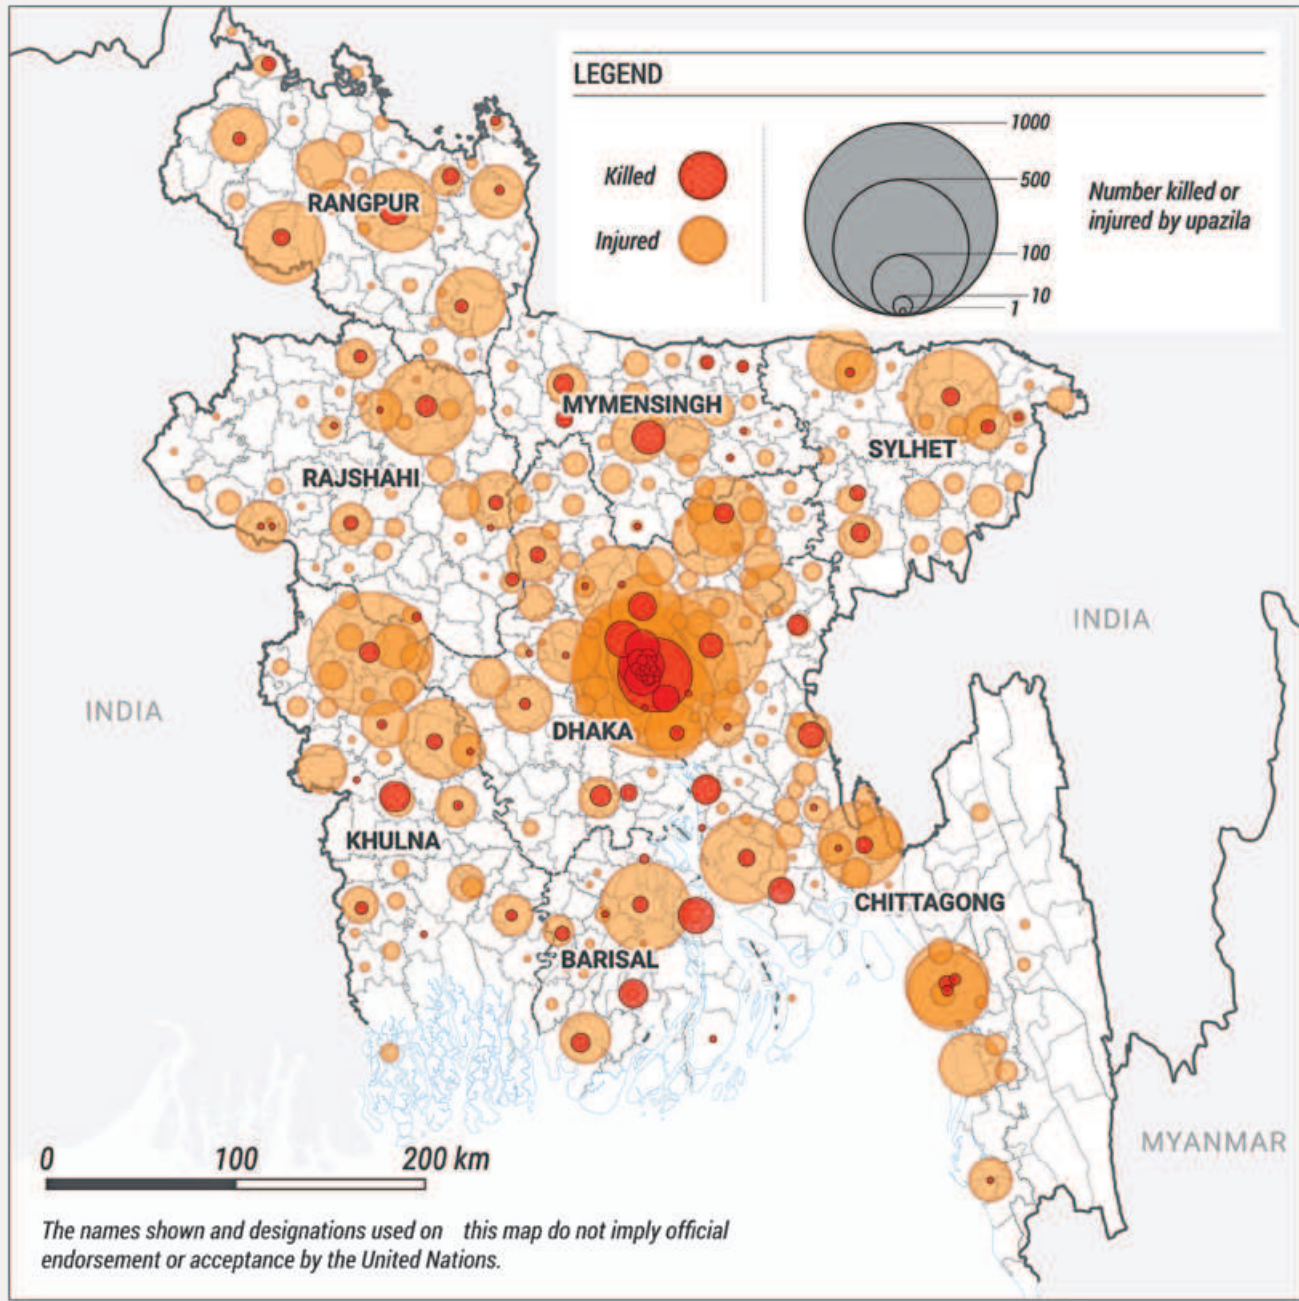 LEGEND
Killed
Injured
1000
500
100
10
1
Number killed or
injured by upazila
RANGPUR
MYMENSINGH
SYLHET
RAJSHAHI
INDIA
INDIA
DHAKA
KHULNA
CHITTAGONG
BARISAL
MYANMAR
0 100 200 km
The names shown and designations used on this map do not imply official
endorsement or acceptance by the United Nations.